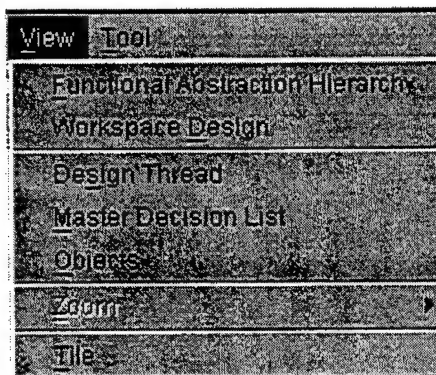 View Tool
Functional Abstraction Hierarchy
Workspace Design
Design Thread
Master Decision List
Objects
Zoom
Tile